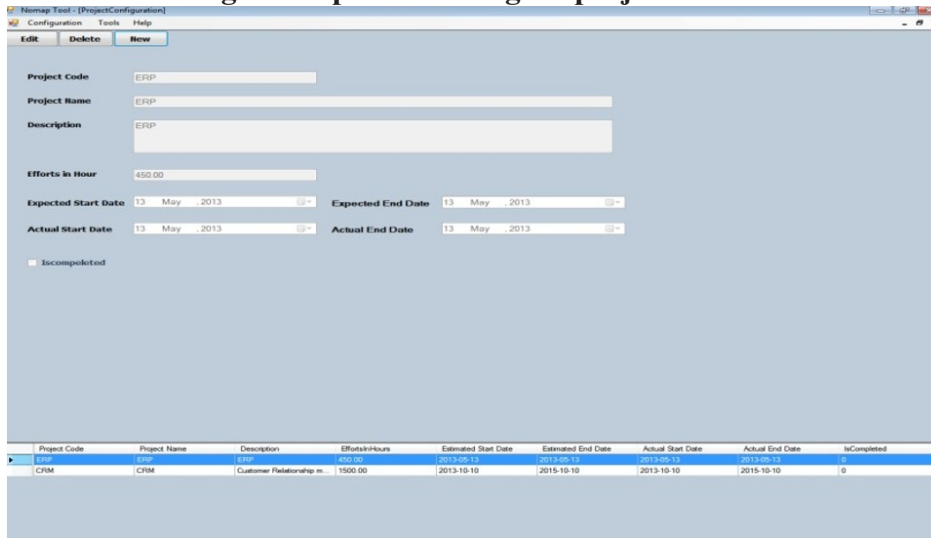 Nomap Tool - [ProjectConfiguration]
Configuration Tools Help
Edit Delete New
Project Code ERP
Project Name ERP
Description ERP
Efforts in Hour 450.00
Expected Start Date 13 May , 2013 Expected End Date 13 May , 2013
Actual Start Date 13 May , 2013 Actual End Date 13 May , 2013
Iscompeloted
Project Code Project Name Description EffortsInHours Estimated Start Date Estimated End Date Actual Start Date Actual End Date IsCompleted
ERP ERP ERP 450.00 2013-05-13 2013-05-13 2013-05-13 2013-05-13 0
CRM CRM Customer Relationship m... 1500.00 2013-10-10 2015-10-10 2013-10-10 2015-10-10 0